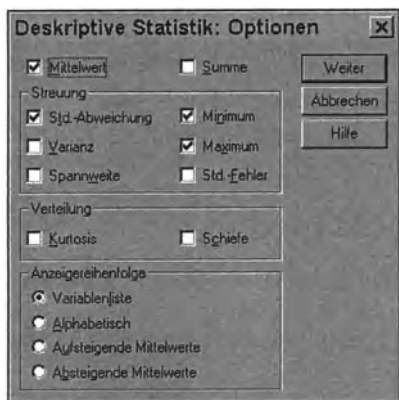 Deskriptive Statistik: Optionen
Mittelwert Summe Weiter
Streuung Abbrechen
Std.-Abweichung Minimum
Hilfe
Varianz Maximum
Spannweite Std.-Fehler
Verteilung
Kurtosis Schiefe
Anzeigereihenfolge
Variablenliste
Alphabetisch
Aufsteigende Mittelwerte
Absteigende Mittelwerte